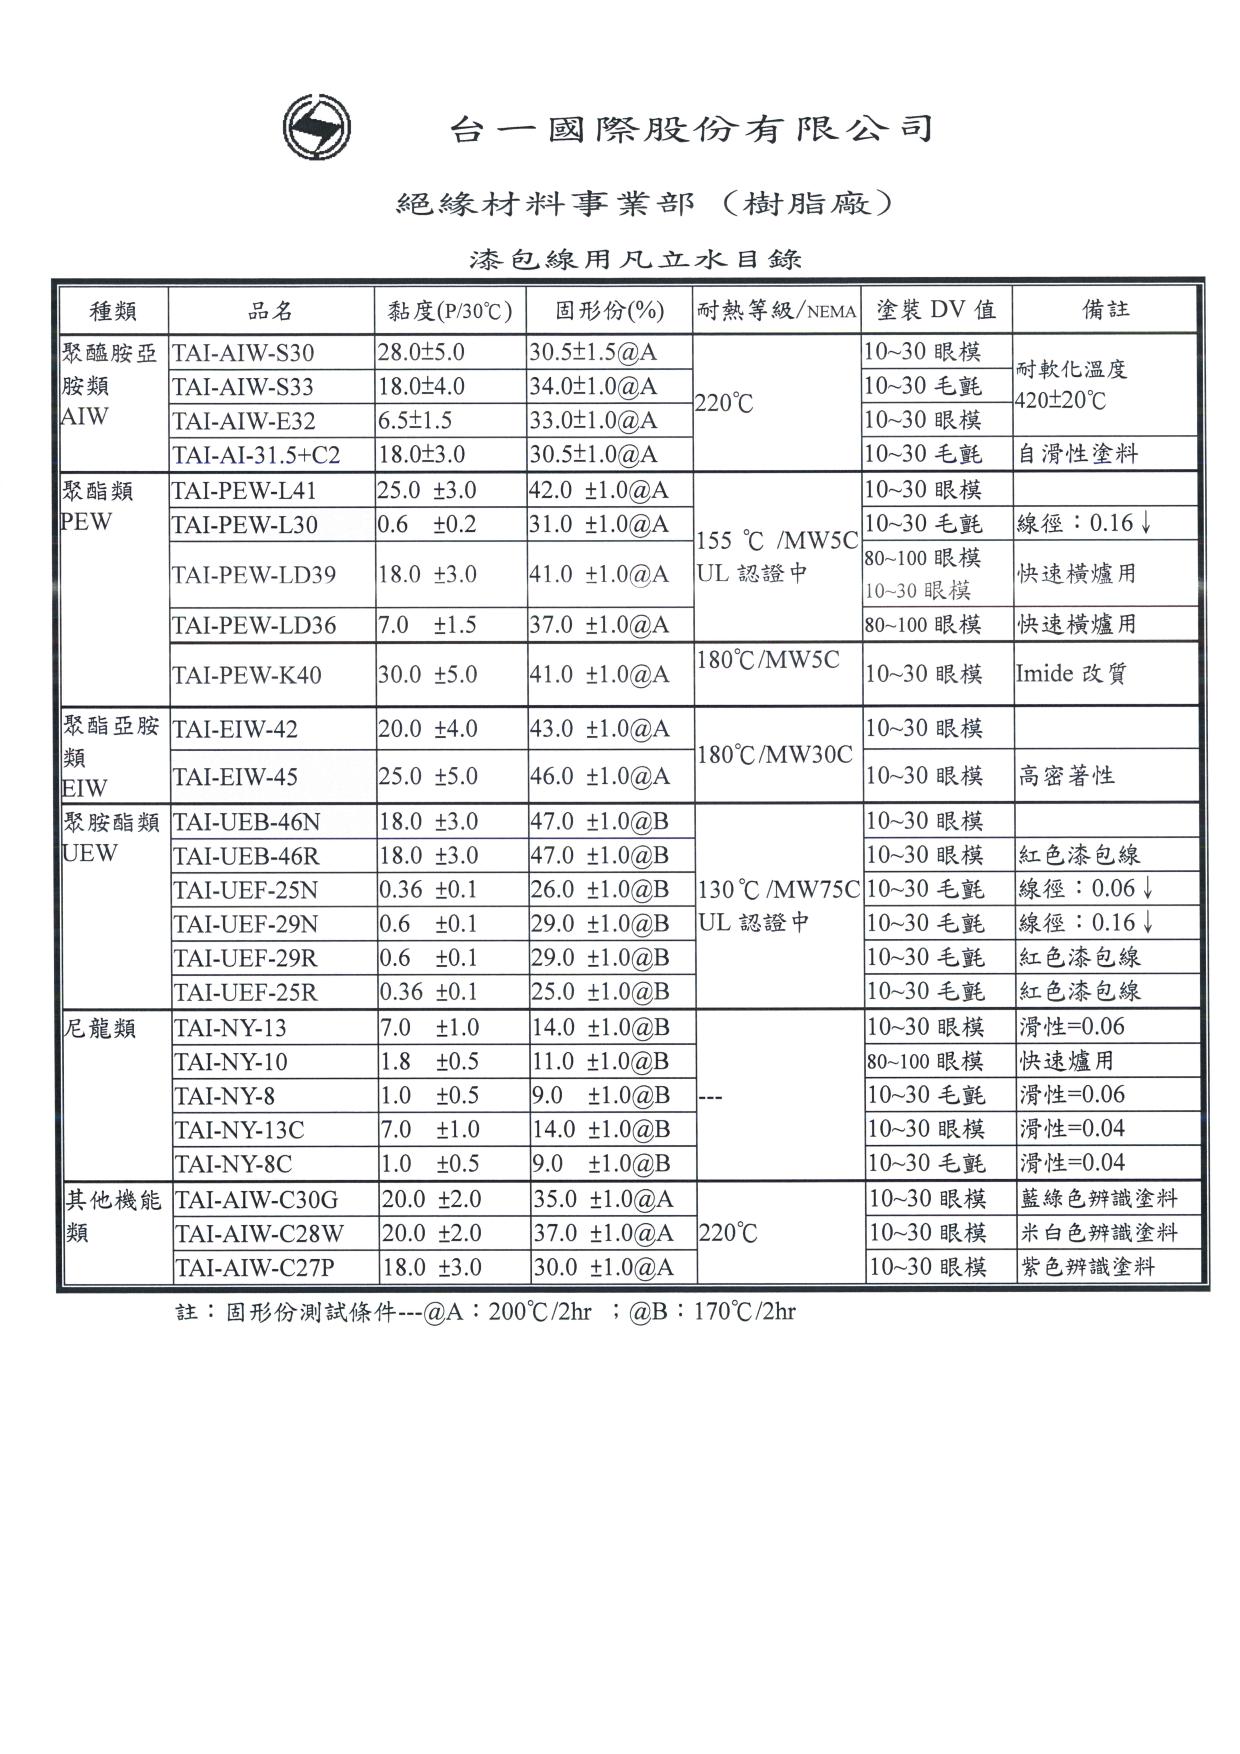 台一國際股份有限公司
絕緣材料事業部（樹脂廠）
漆包線用凡立水目錄
種類 品名 黏度(P/30℃) 固形份(%) 耐熱等級/NEMA 塗裝 DV 值 備註
聚醯胺亞胺類 AIW
TAI-AIW-S30 28.0±5.0 30.5±1.5@A 220℃ 10~30 眼模 耐軟化溫度 420±20℃
TAI-AIW-S33 18.0±4.0 34.0±1.0@A 10~30 毛氈
TAI-AIW-E32 6.5±1.5 33.0±1.0@A 10~30 眼模
TAI-AI-31.5+C2 18.0±3.0 30.5±1.0@A 10~30 毛氈 自滑性塗料
聚酯類 PEW
TAI-PEW-L41 25.0 ±3.0 42.0 ±1.0@A 155 ℃ /MW5C UL 認證中 10~30 眼模
TAI-PEW-L30 0.6 ±0.2 31.0 ±1.0@A 10~30 毛氈 線徑：0.16↓
TAI-PEW-LD39 18.0 ±3.0 41.0 ±1.0@A 80~100 眼模 10~30 眼模 快速橫爐用
TAI-PEW-LD36 7.0 ±1.5 37.0 ±1.0@A 80~100 眼模 快速橫爐用
TAI-PEW-K40 30.0 ±5.0 41.0 ±1.0@A 180℃/MW5C 10~30 眼模 Imide 改質
聚酯亞胺類 EIW
TAI-EIW-42 20.0 ±4.0 43.0 ±1.0@A 180℃/MW30C 10~30 眼模
TAI-EIW-45 25.0 ±5.0 46.0 ±1.0@A 10~30 眼模 高密著性
聚胺酯類 UEW
TAI-UEB-46N 18.0 ±3.0 47.0 ±1.0@B 130℃/MW75C UL 認證中 10~30 眼模
TAI-UEB-46R 18.0 ±3.0 47.0 ±1.0@B 10~30 眼模 紅色漆包線
TAI-UEF-25N 0.36 ±0.1 26.0 ±1.0@B 10~30 毛氈 線徑：0.06↓
TAI-UEF-29N 0.6 ±0.1 29.0 ±1.0@B 10~30 毛氈 線徑：0.16↓
TAI-UEF-29R 0.6 ±0.1 29.0 ±1.0@B 10~30 毛氈 紅色漆包線
TAI-UEF-25R 0.36 ±0.1 25.0 ±1.0@B 10~30 毛氈 紅色漆包線
尼龍類
TAI-NY-13 7.0 ±1.0 14.0 ±1.0@B --- 10~30 眼模 滑性=0.06
TAI-NY-10 1.8 ±0.5 11.0 ±1.0@B 80~100 眼模 快速爐用
TAI-NY-8 1.0 ±0.5 9.0 ±1.0@B 10~30 毛氈 滑性=0.06
TAI-NY-13C 7.0 ±1.0 14.0 ±1.0@B 10~30 眼模 滑性=0.04
TAI-NY-8C 1.0 ±0.5 9.0 ±1.0@B 10~30 毛氈 滑性=0.04
其他機能類
TAI-AIW-C30G 20.0 ±2.0 35.0 ±1.0@A 220℃ 10~30 眼模 藍綠色辨識塗料
TAI-AIW-C28W 20.0 ±2.0 37.0 ±1.0@A 10~30 眼模 米白色辨識塗料
TAI-AIW-C27P 18.0 ±3.0 30.0 ±1.0@A 10~30 眼模 紫色辨識塗料
註：固形份測試條件---@A：200℃/2hr ；@B：170℃/2hr